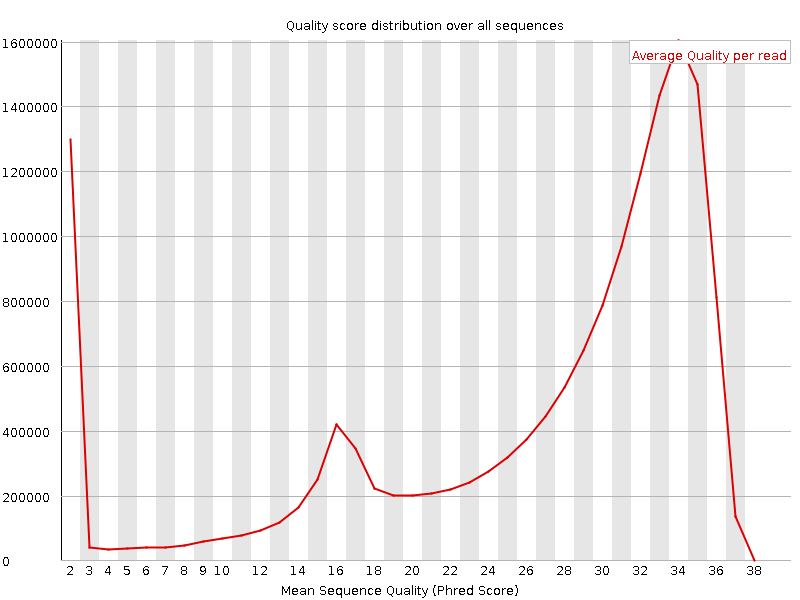 Quality score distribution over all sequences
Average Quality per read
1600000
1400000
1200000
1000000
800000
600000
400000
200000
0
2 3 4 5 6 7 8 9 10 12 14 16 18 20 22 24 26 28 30 32 34 36 38
Mean Sequence Quality (Phred Score)